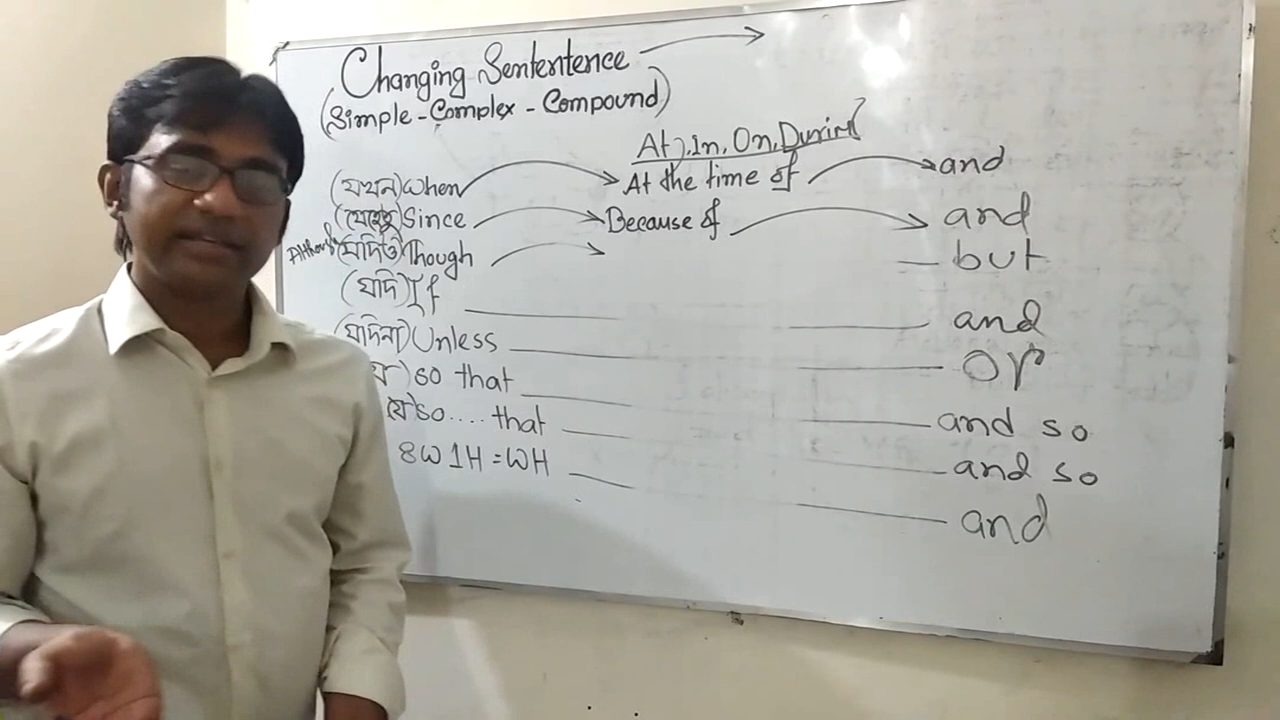 Changing Sententence
(Simple-Complex-Compound)
At, In, On, During
(যখন) When At the time of and
(যেহেতু) Since Because of and
Although (যদিও) Though but
(যদি) If and
(যদিনা) Unless or
so that and so
যে) so.... that and so
8W 1H = WH and